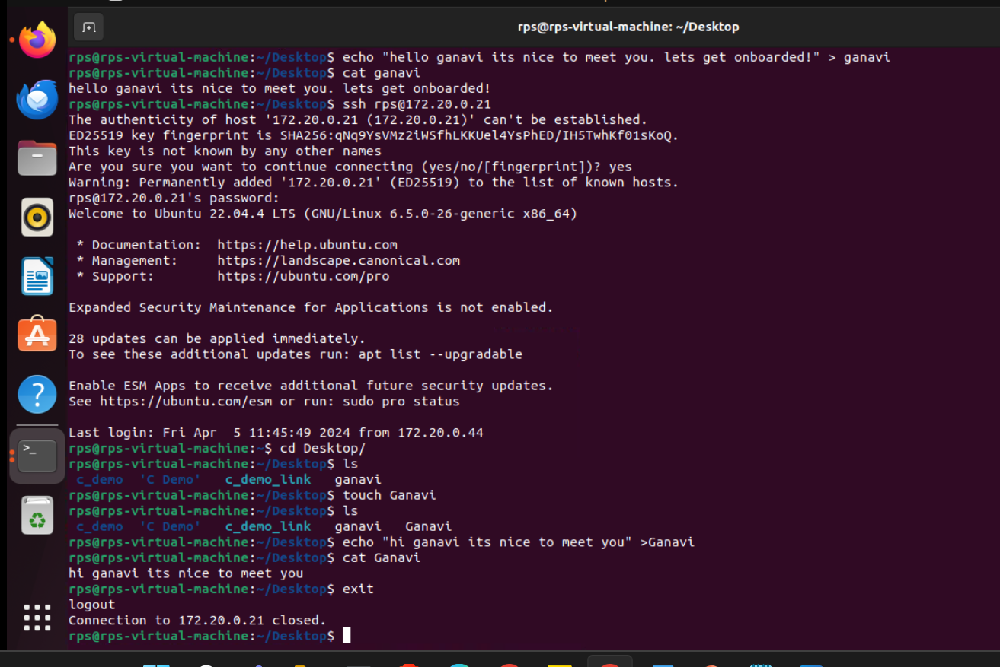 rps@rps-virtual-machine: ~/Desktop
rps@rps-virtual-machine:~/Desktop$ echo "hello ganavi its nice to meet you. lets get onboarded!" > ganavi
rps@rps-virtual-machine:~/Desktop$ cat ganavi
hello ganavi its nice to meet you. lets get onboarded!
rps@rps-virtual-machine:~/Desktop$ ssh rps@172.20.0.21
The authenticity of host '172.20.0.21 (172.20.0.21)' can't be established.
ED25519 key fingerprint is SHA256:qNq9YsVMz2iWSfhLKKUel4YsPhED/IH5TwhKf01sKoQ.
This key is not known by any other names
Are you sure you want to continue connecting (yes/no/[fingerprint])? yes
Warning: Permanently added '172.20.0.21' (ED25519) to the list of known hosts.
rps@172.20.0.21's password:
Welcome to Ubuntu 22.04.4 LTS (GNU/Linux 6.5.0-26-generic x86_64)
* Documentation:  https://help.ubuntu.com
* Management:     https://landscape.canonical.com
* Support:        https://ubuntu.com/pro
Expanded Security Maintenance for Applications is not enabled.
28 updates can be applied immediately.
To see these additional updates run: apt list --upgradable
Enable ESM Apps to receive additional future security updates.
See https://ubuntu.com/esm or run: sudo pro status
Last login: Fri Apr  5 11:45:49 2024 from 172.20.0.44
rps@rps-virtual-machine:~$ cd Desktop/
rps@rps-virtual-machine:~/Desktop$ ls
c_demo  'C Demo'   c_demo_link   ganavi
rps@rps-virtual-machine:~/Desktop$ touch Ganavi
rps@rps-virtual-machine:~/Desktop$ ls
c_demo  'C Demo'   c_demo_link   ganavi   Ganavi
rps@rps-virtual-machine:~/Desktop$ echo "hi ganavi its nice to meet you" >Ganavi
rps@rps-virtual-machine:~/Desktop$ cat Ganavi
hi ganavi its nice to meet you
rps@rps-virtual-machine:~/Desktop$ exit
logout
Connection to 172.20.0.21 closed.
rps@rps-virtual-machine:~/Desktop$